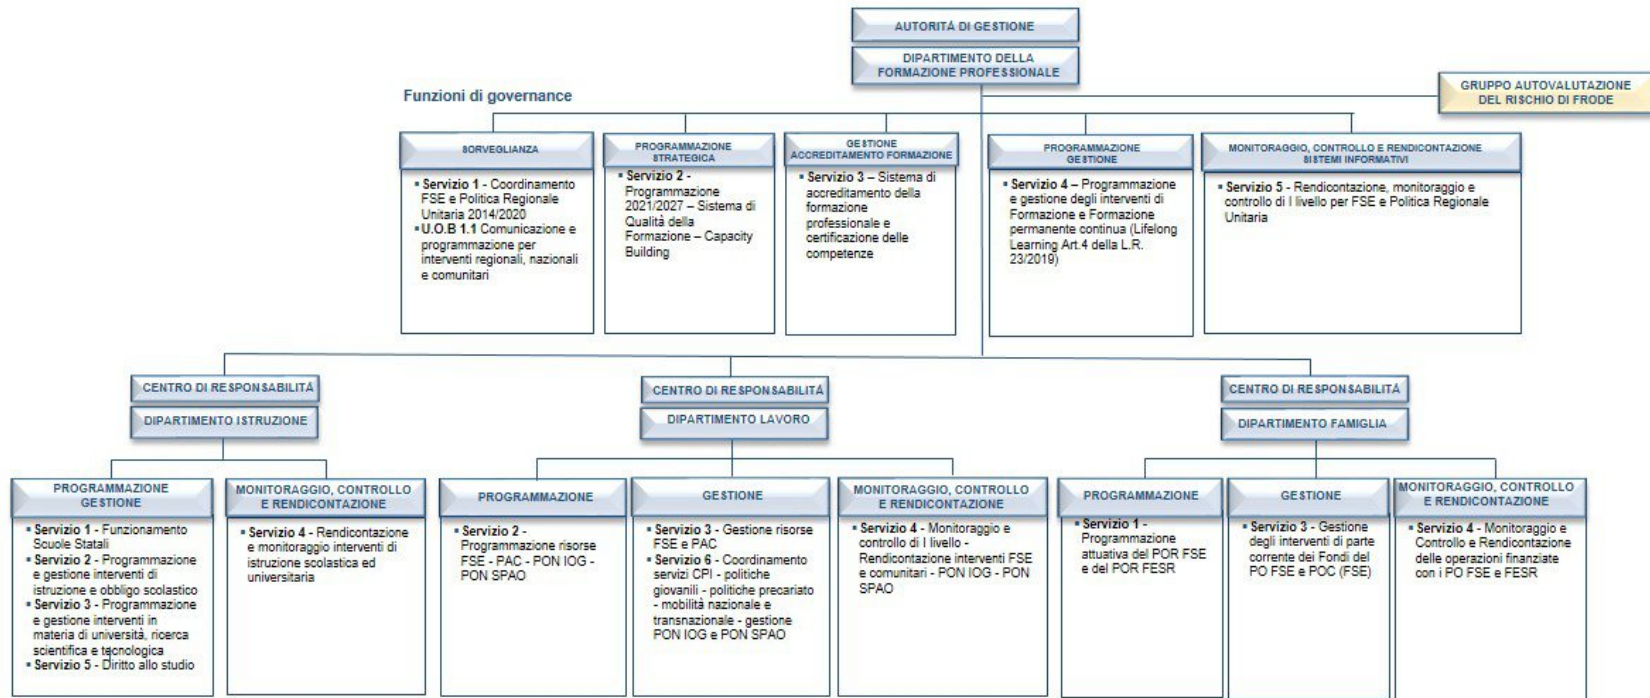 AUTORITÁ DI GESTIONE
DIPARTIMENTO DELLA
FORMAZIONE PROFESSIONALE
GRUPPO AUTOVALUTAZIONE
DEL RISCHIO DI FRODE
Funzioni di governance
SORVEGLIANZA
▪ Servizio 1 - Coordinamento
FSE e Politica Regionale
Unitaria 2014/2020
▪ U.O.B 1.1 Comunicazione e
programmazione per
interventi regionali, nazionali
e comunitari
PROGRAMMAZIONE
STRATEGICA
▪ Servizio 2 -
Programmazione
2021/2027 – Sistema di
Qualità della
Formazione – Capacity
Building
GESTIONE
ACCREDITAMENTO FORMAZIONE
▪ Servizio 3 – Sistema di
accreditamento della
formazione
professionale e
certificazione delle
competenze
PROGRAMMAZIONE
GESTIONE
▪ Servizio 4 – Programmazione
e gestione degli interventi di
Formazione e Formazione
permanente continua (Lifelong
Learning Art.4 della L.R.
23/2019)
MONITORAGGIO, CONTROLLO E RENDICONTAZIONE
SISTEMI INFORMATIVI
▪ Servizio 5 - Rendicontazione, monitoraggio e
controllo di I livello per FSE e Politica Regionale
Unitaria
CENTRO DI RESPONSABILITÁ
DIPARTIMENTO ISTRUZIONE
PROGRAMMAZIONE
GESTIONE
▪ Servizio 1 - Funzionamento
Scuole Statali
▪ Servizio 2 - Programmazione
e gestione interventi di
istruzione e obbligo scolastico
▪ Servizio 3 - Programmazione
e gestione interventi in
materia di università, ricerca
scientifica e tecnologica
▪ Servizio 5 - Diritto allo studio
MONITORAGGIO, CONTROLLO
E RENDICONTAZIONE
▪ Servizio 4 - Rendicontazione
e monitoraggio interventi di
istruzione scolastica ed
universitaria
CENTRO DI RESPONSABILITÁ
DIPARTIMENTO LAVORO
PROGRAMMAZIONE
▪ Servizio 2 -
Programmazione risorse
FSE - PAC - PON IOG -
PON SPAO
GESTIONE
▪ Servizio 3 - Gestione risorse
FSE e PAC
▪ Servizio 6 - Coordinamento
servizi CPI - politiche
giovanili - politiche precariato
- mobilità nazionale e
transnazionale - gestione
PON IOG e PON SPAO
MONITORAGGIO, CONTROLLO
E RENDICONTAZIONE
▪ Servizio 4 - Monitoraggio e
controllo di I livello -
Rendicontazione interventi FSE
e comunitari - PON IOG - PON
SPAO
CENTRO DI RESPONSABILITÁ
DIPARTIMENTO FAMIGLIA
PROGRAMMAZIONE
▪ Servizio 1 -
Programmazione
attuativa del POR FSE
e del POR FESR
GESTIONE
▪ Servizio 3 - Gestione
degli interventi di parte
corrente dei Fondi del
PO FSE e POC (FSE)
MONITORAGGIO, CONTROLLO
E RENDICONTAZIONE
▪ Servizio 4 - Monitoraggio e
Controllo e Rendicontazione
delle operazioni finanziate
con i PO FSE e FESR